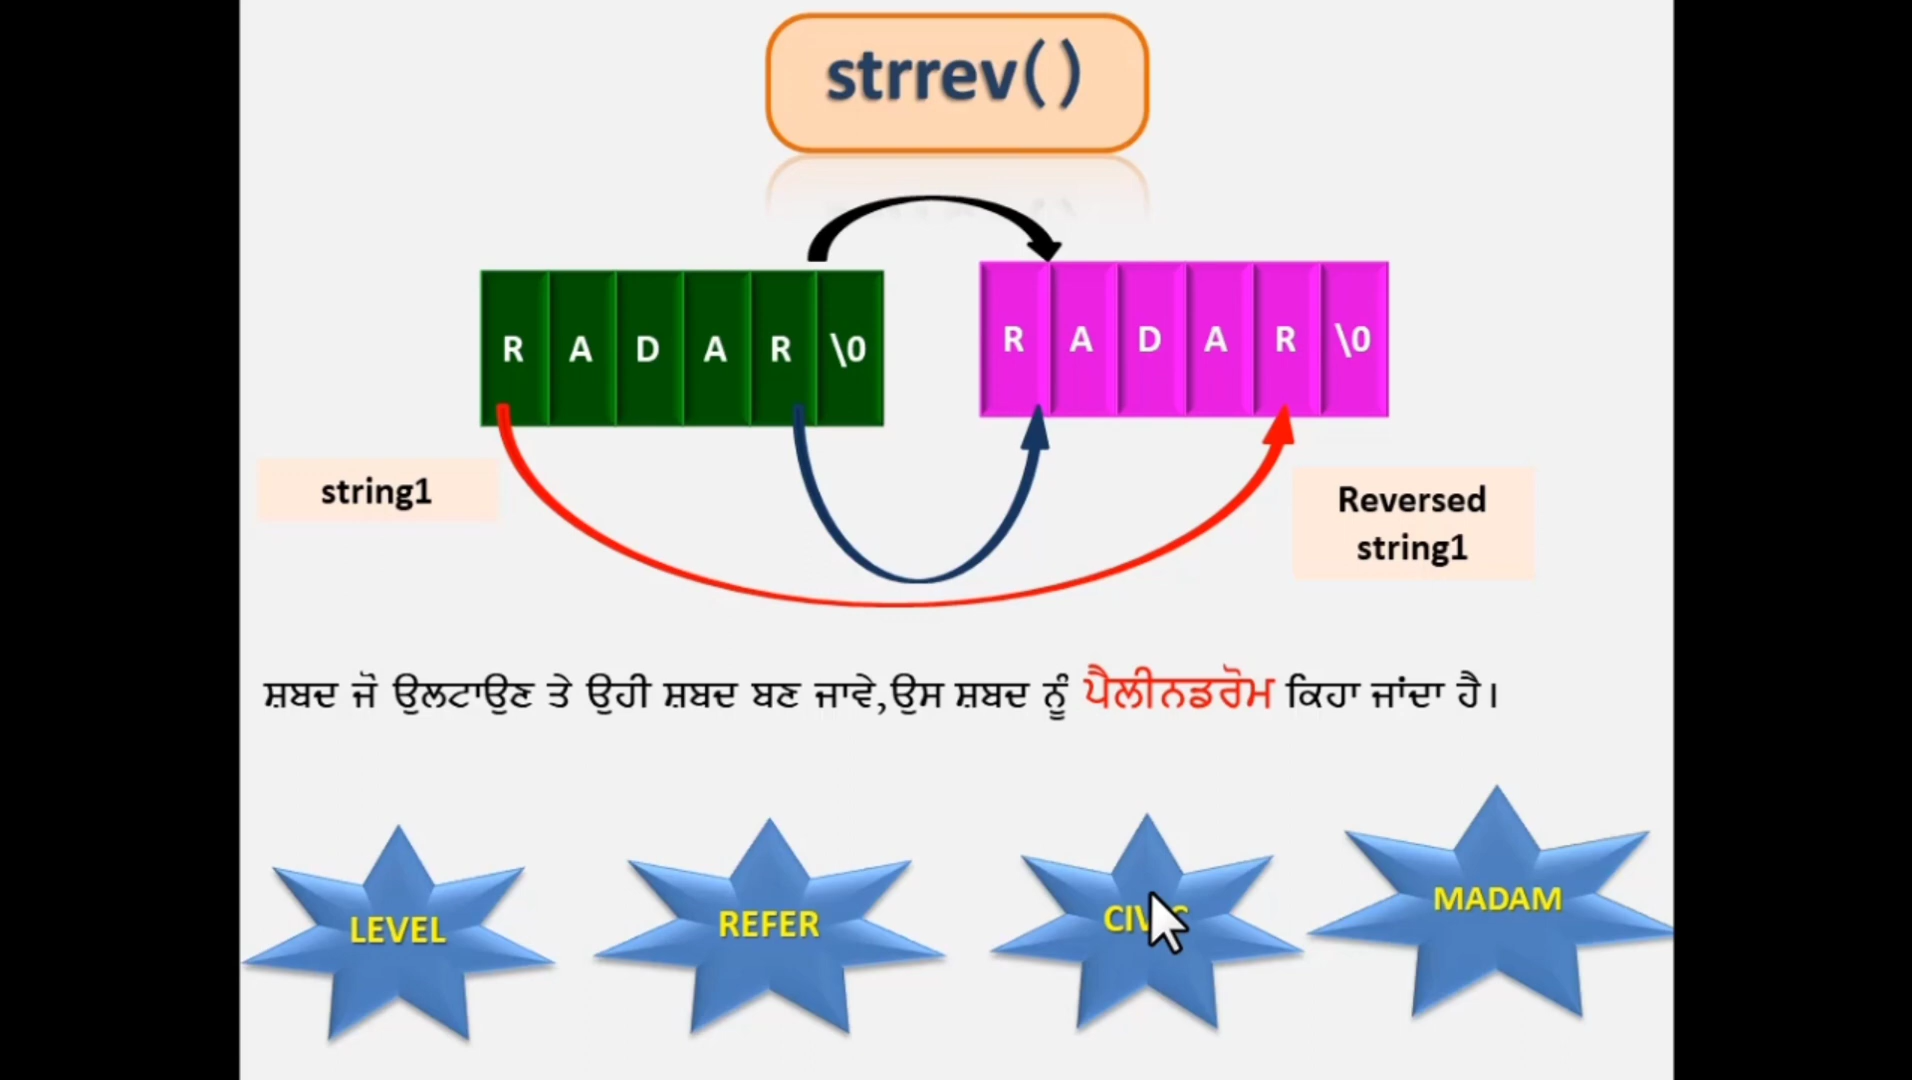 strrev()
R A D A R \0
R A D A R \0
string1
Reversed
string1
ਸ਼ਬਦ ਜੋ ਉਲਟਾਉਣ ਤੇ ਉਹੀ ਸ਼ਬਦ ਬਣ ਜਾਵੇ,ਉਸ ਸ਼ਬਦ ਨੂੰ ਪੈਲੀਨਡਰੋਮ ਕਿਹਾ ਜਾਂਦਾ ਹੈ।
LEVEL
REFER
MADAM